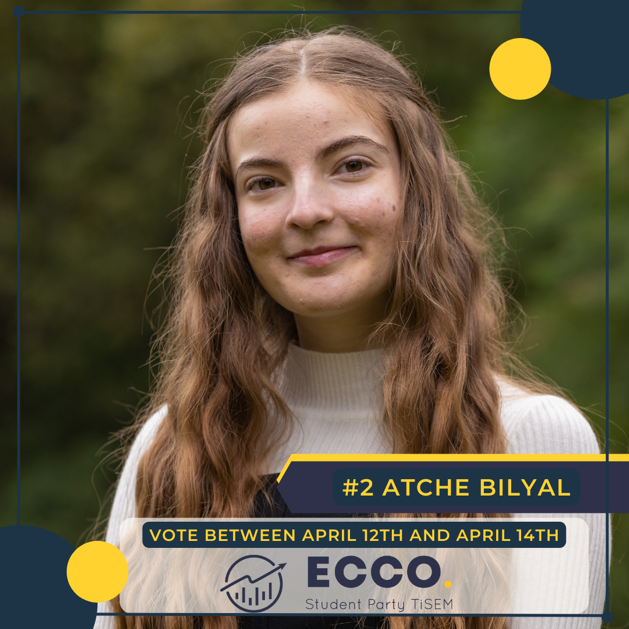 #2 ATCHE BILYAL
VOTE BETWEEN APRIL 12TH AND APRIL 14TH
ECCO.
Student Party TiSEM